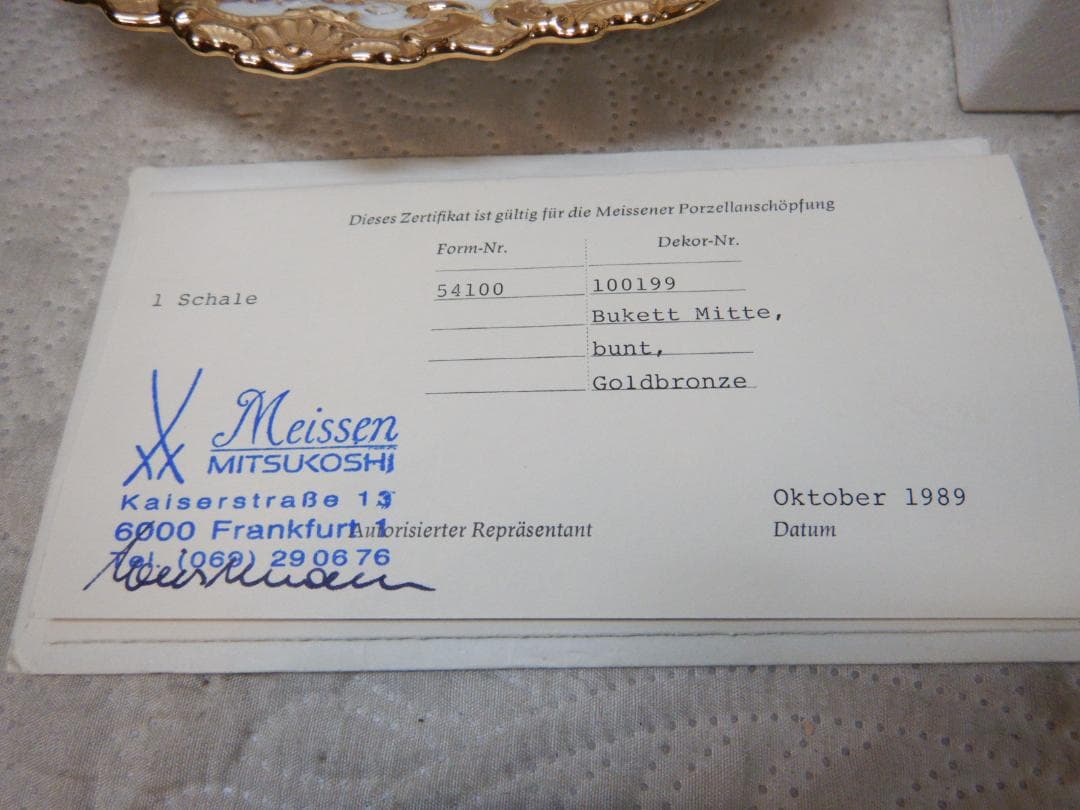 Dieses Zertifikat ist gültig für die Meissener Porzellanschöpfung
Form-Nr. Dekor-Nr.
1 Schale 54100 100199
Bukett Mitte,
bunt,
Goldbronze
Meissen
MITSUKOSHI
Kaiserstraße 13
6000 Frankfurt 1
Tel. (069) 29 06 76
Autorisierter Repräsentant
Oktober 1989
Datum